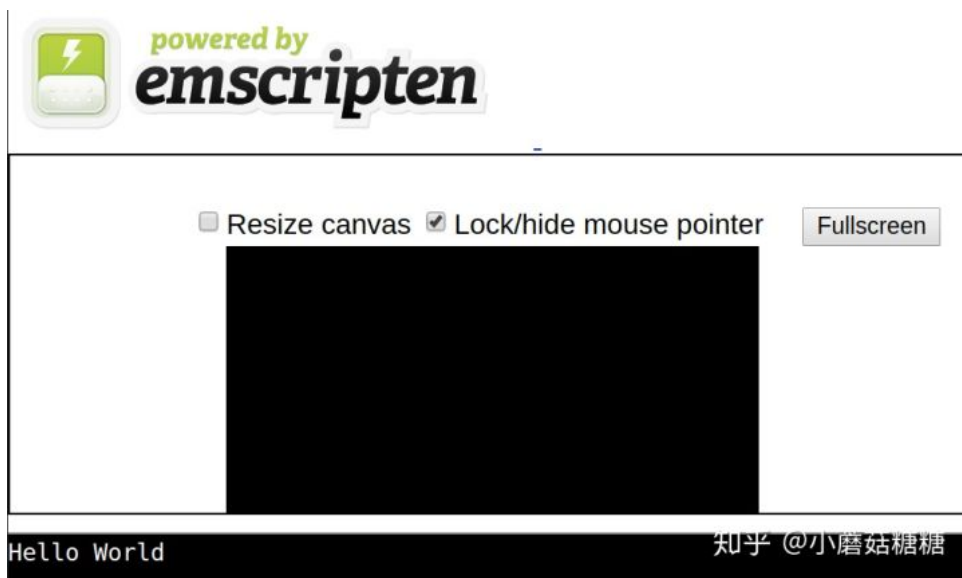 powered by
emscripten
Resize canvas Lock/hide mouse pointer Fullscreen
Hello World
知乎 @小蘑菇糖糖